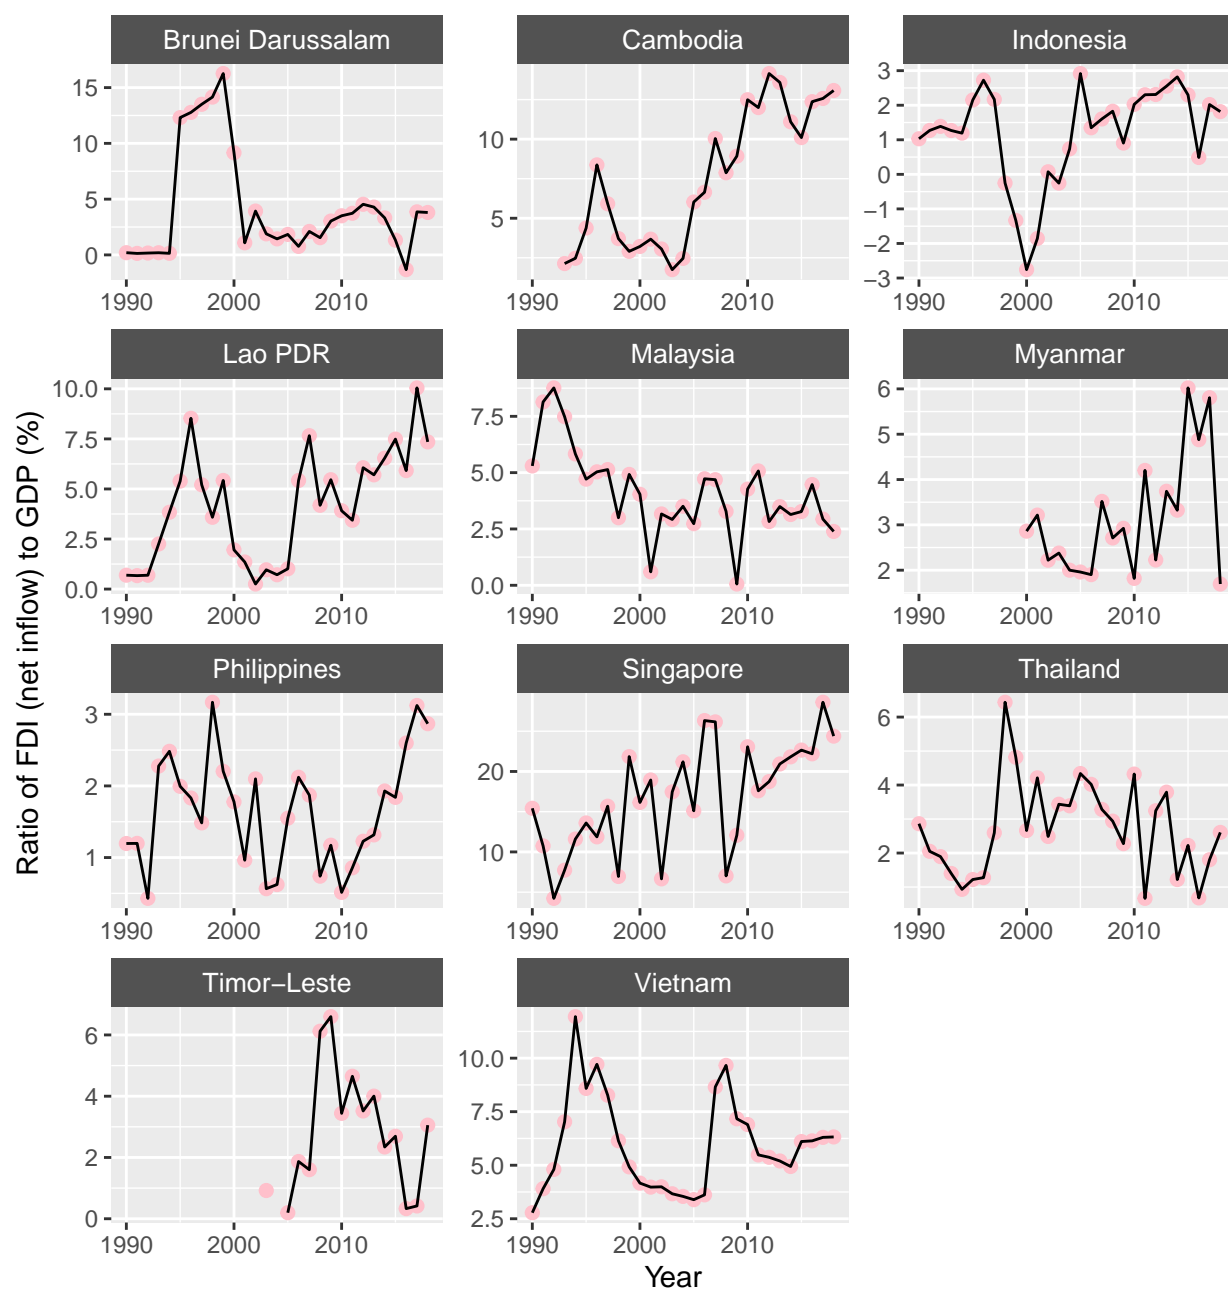 Brunei Darussalam
Cambodia
Indonesia
15
10
5
0
1990 2000 2010
10
5
1990 2000 2010
3
2
1
0
−1
−2
−3
1990 2000 2010
Lao PDR
Malaysia
Myanmar
10.0
7.5
5.0
2.5
0.0
1990 2000 2010
7.5
5.0
2.5
0.0
1990 2000 2010
6
5
4
3
2
1990 2000 2010
Ratio of FDI (net inflow) to GDP (%)
Philippines
Singapore
Thailand
3
2
1
1990 2000 2010
20
10
1990 2000 2010
6
4
2
1990 2000 2010
Timor−Leste
Vietnam
6
4
2
0
1990 2000 2010
10.0
7.5
5.0
2.5
1990 2000 2010
Year